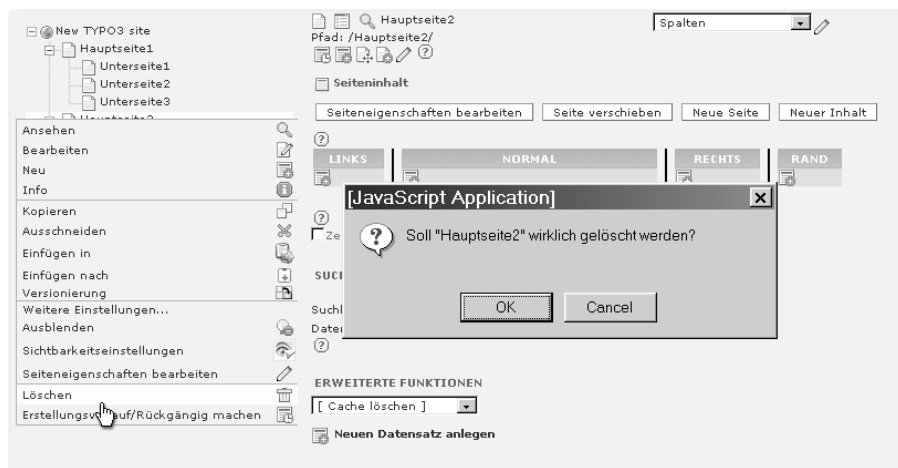 New TYPO3 site
Hauptseite1
Unterseite1
Unterseite2
Unterseite3
Hauptseite2
Ansehen
Bearbeiten
Neu
Info
Kopieren
Ausschneiden
Einfügen in
Einfügen nach
Versionierung
Weitere Einstellungen...
Ausblenden
Sichtbarkeitseinstellungen
Seiteneigenschaften bearbeiten
Löschen
Erstellungsv auf/Rückgängig machen
Hauptseite2
Spalten
Pfad: /Hauptseite2/
Seiteninhalt
Seiteneigenschaften bearbeiten Seite verschieben Neue Seite Neuer Inhalt
LINKS NORMAL RECHTS RAND
[JavaScript Application]
Soll "Hauptseite2" wirklich gelöscht werden?
OK Cancel
Ze
SUCH
Suchl
Datei
ERWEITERTE FUNKTIONEN
[ Cache löschen ]
Neuen Datensatz anlegen